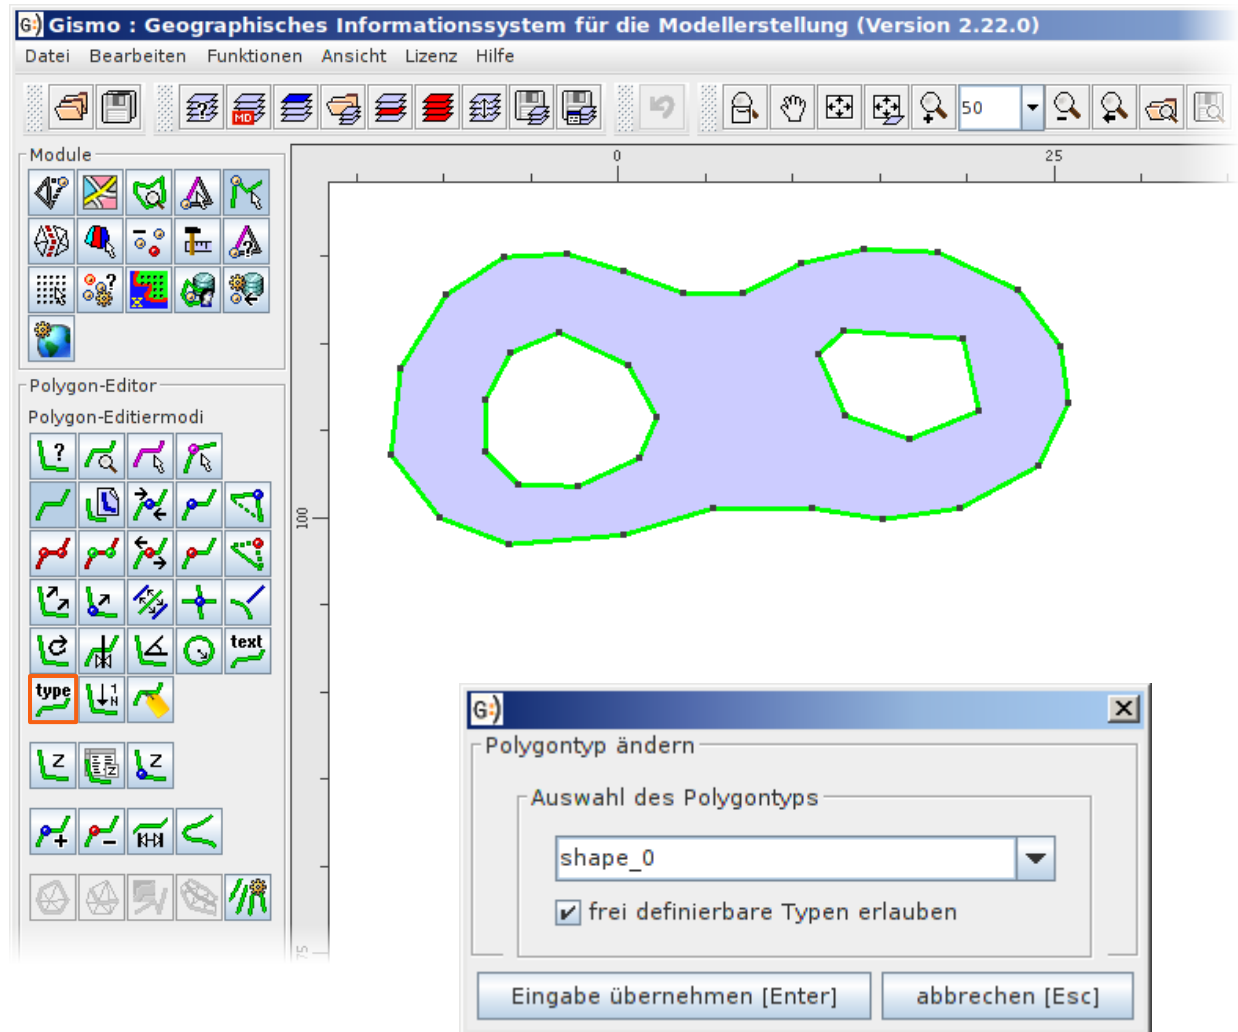 G:) Gismo : Geographisches Informationssystem für die Modellerstellung (Version 2.22.0)
Datei Bearbeiten Funktionen Ansicht Lizenz Hilfe
? MD 50
Module
0 25
? ?
Polygon-Editor
Polygon-Editiermodi
?
100
text
type 1 N
Z Z Z
75
G:)
Polygontyp ändern
Auswahl des Polygontyps
shape_0
frei definierbare Typen erlauben
Eingabe übernehmen [Enter] abbrechen [Esc]